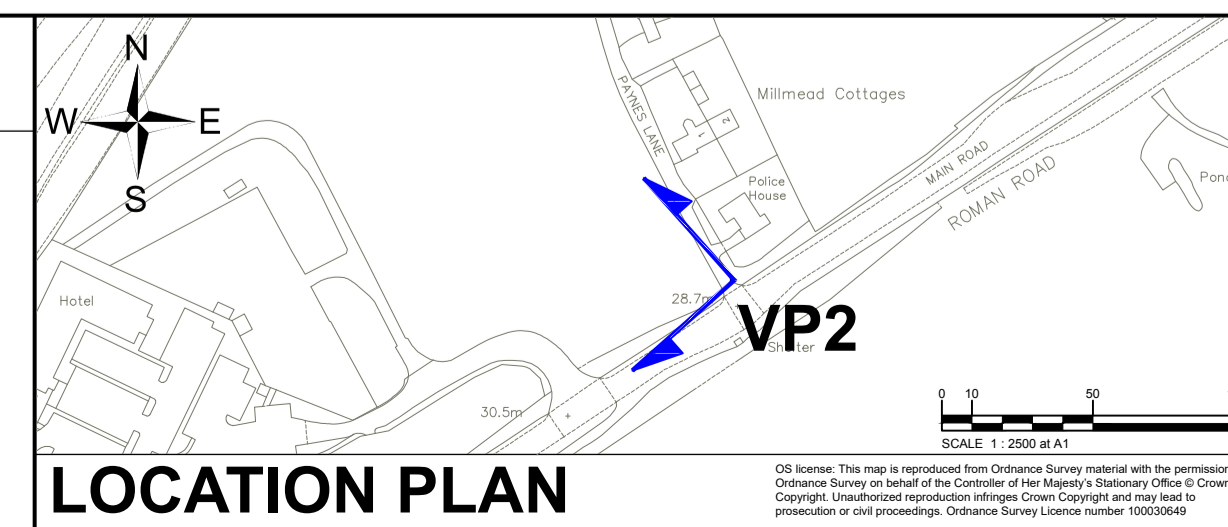 N
W E
S
PAYNES LANE
Millmead Cottages
1
2
Police
House
MAIN ROAD
ROMAN ROAD
Hotel
28.7m
VP2
Shelter
30.5m
0 10 50
SCALE 1 : 2500 at A1
LOCATION PLAN
OS license: This map is reproduced from Ordnance Survey material with the permission
Ordnance Survey on behalf of the Controller of Her Majesty's Stationary Office © Crown
Copyright. Unauthorized reproduction infringes Crown Copyright and may lead to
prosecution or civil proceedings. Ordnance Survey Licence number 100030649